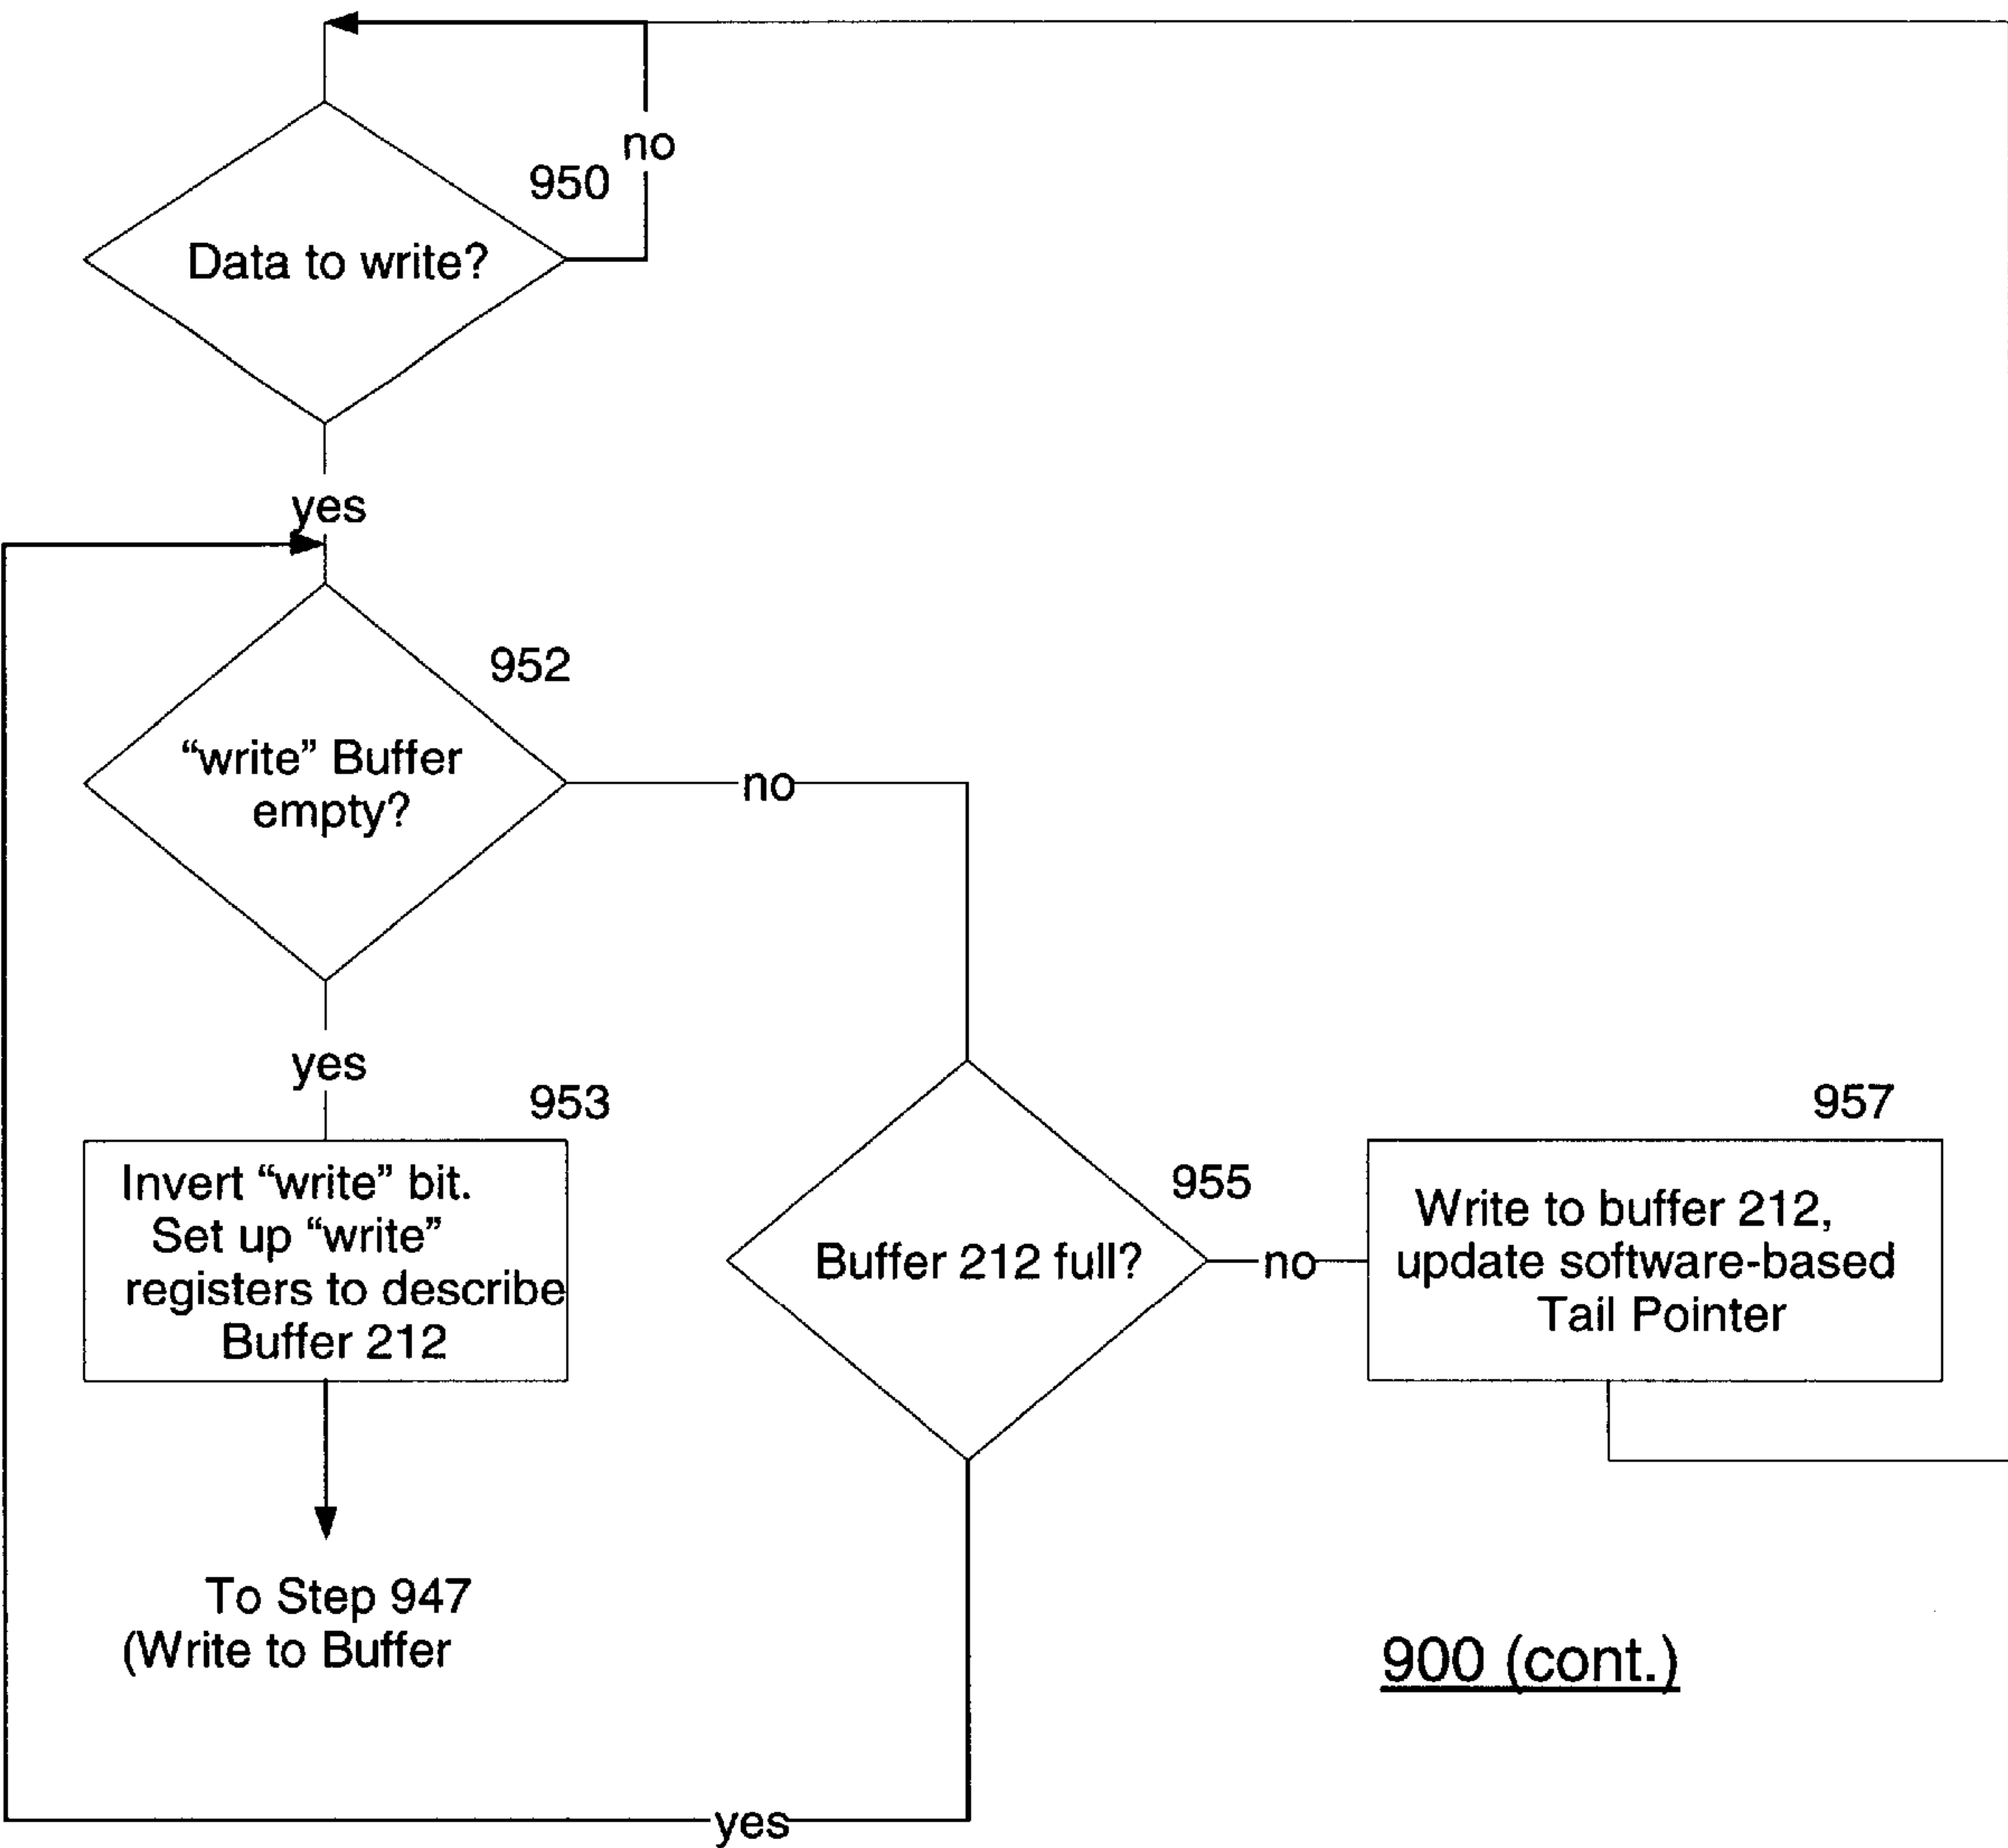 no
950
Data to write?
yes
952
“write” Buffer
empty?
no
yes
953
Invert “write” bit.
Set up “write”
registers to describe
Buffer 212
955
Buffer 212 full?
no
957
Write to buffer 212,
update software-based
Tail Pointer
To Step 947
(Write to Buffer
900 (cont.)
yes